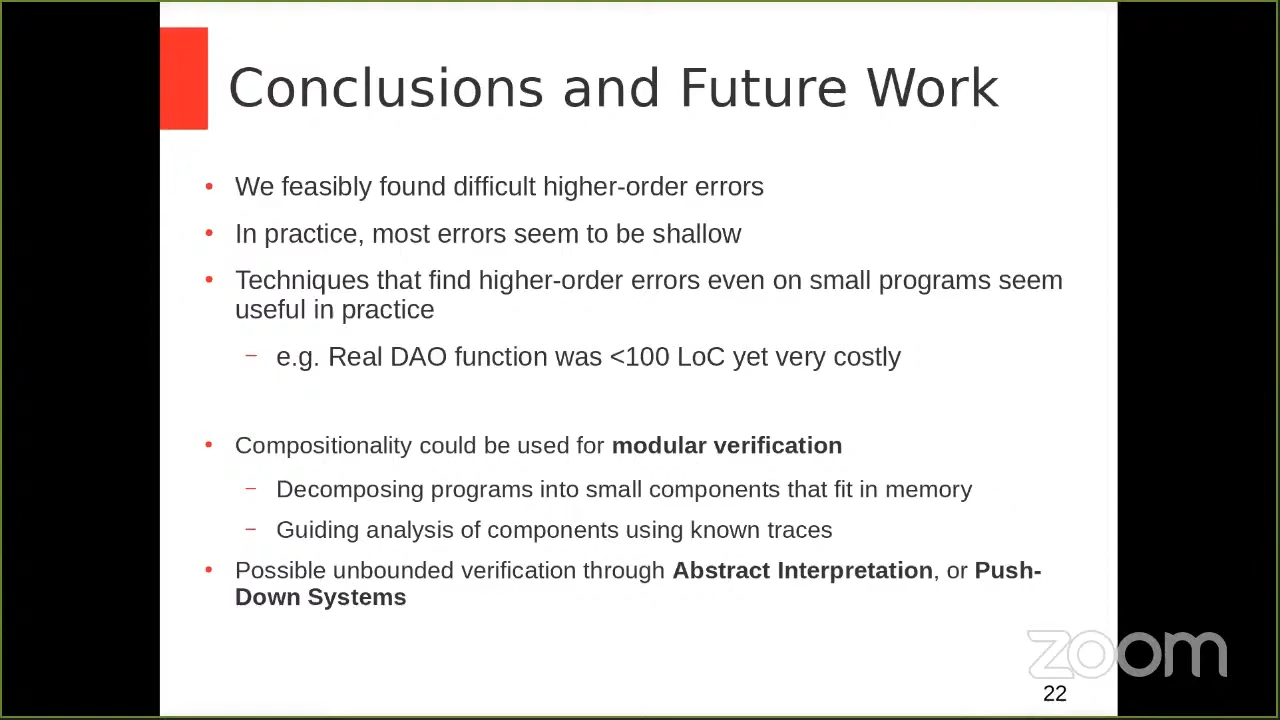 Conclusions and Future Work
• We feasibly found difficult higher-order errors
• In practice, most errors seem to be shallow
• Techniques that find higher-order errors even on small programs seem
useful in practice
– e.g. Real DAO function was <100 LoC yet very costly
• Compositionality could be used for modular verification
– Decomposing programs into small components that fit in memory
– Guiding analysis of components using known traces
• Possible unbounded verification through Abstract Interpretation, or Push-
Down Systems
zoom
22